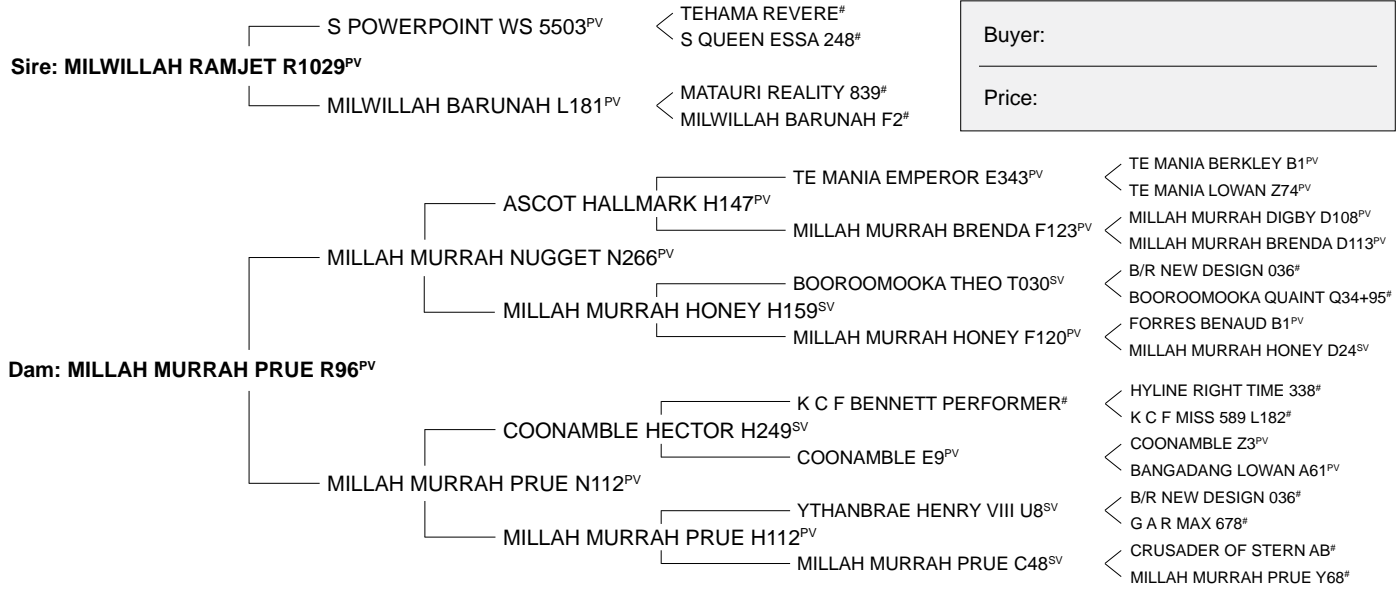 S POWERPOINT WS 5503PV
TEHAMA REVERE#
S QUEEN ESSA 248#
Sire: MILWILLAH RAMJET R1029PV
MILWILLAH BARUNAH L181PV
MATAURI REALITY 839#
MILWILLAH BARUNAH F2#
Buyer:
Price:
TE MANIA BERKLEY B1PV
TE MANIA EMPEROR E343PV
TE MANIA LOWAN Z74PV
ASCOT HALLMARK H147PV
MILLAH MURRAH DIGBY D108PV
MILLAH MURRAH BRENDA F123PV
MILLAH MURRAH BRENDA D113PV
MILLAH MURRAH NUGGET N266PV
B/R NEW DESIGN 036#
BOOROOMOOKA THEO T030SV
BOOROOMOOKA QUAINT Q34+95#
MILLAH MURRAH HONEY H159SV
FORRES BENAUD B1PV
MILLAH MURRAH HONEY F120PV
MILLAH MURRAH HONEY D24SV
Dam: MILLAH MURRAH PRUE R96PV
HYLINE RIGHT TIME 338#
K C F BENNETT PERFORMER#
K C F MISS 589 L182#
COONAMBLE HECTOR H249SV
COONAMBLE Z3PV
COONAMBLE E9PV
BANGADANG LOWAN A61PV
MILLAH MURRAH PRUE N112PV
B/R NEW DESIGN 036#
YTHANBRAE HENRY VIII U8SV
G A R MAX 678#
MILLAH MURRAH PRUE H112PV
CRUSADER OF STERN AB#
MILLAH MURRAH PRUE C48SV
MILLAH MURRAH PRUE Y68#